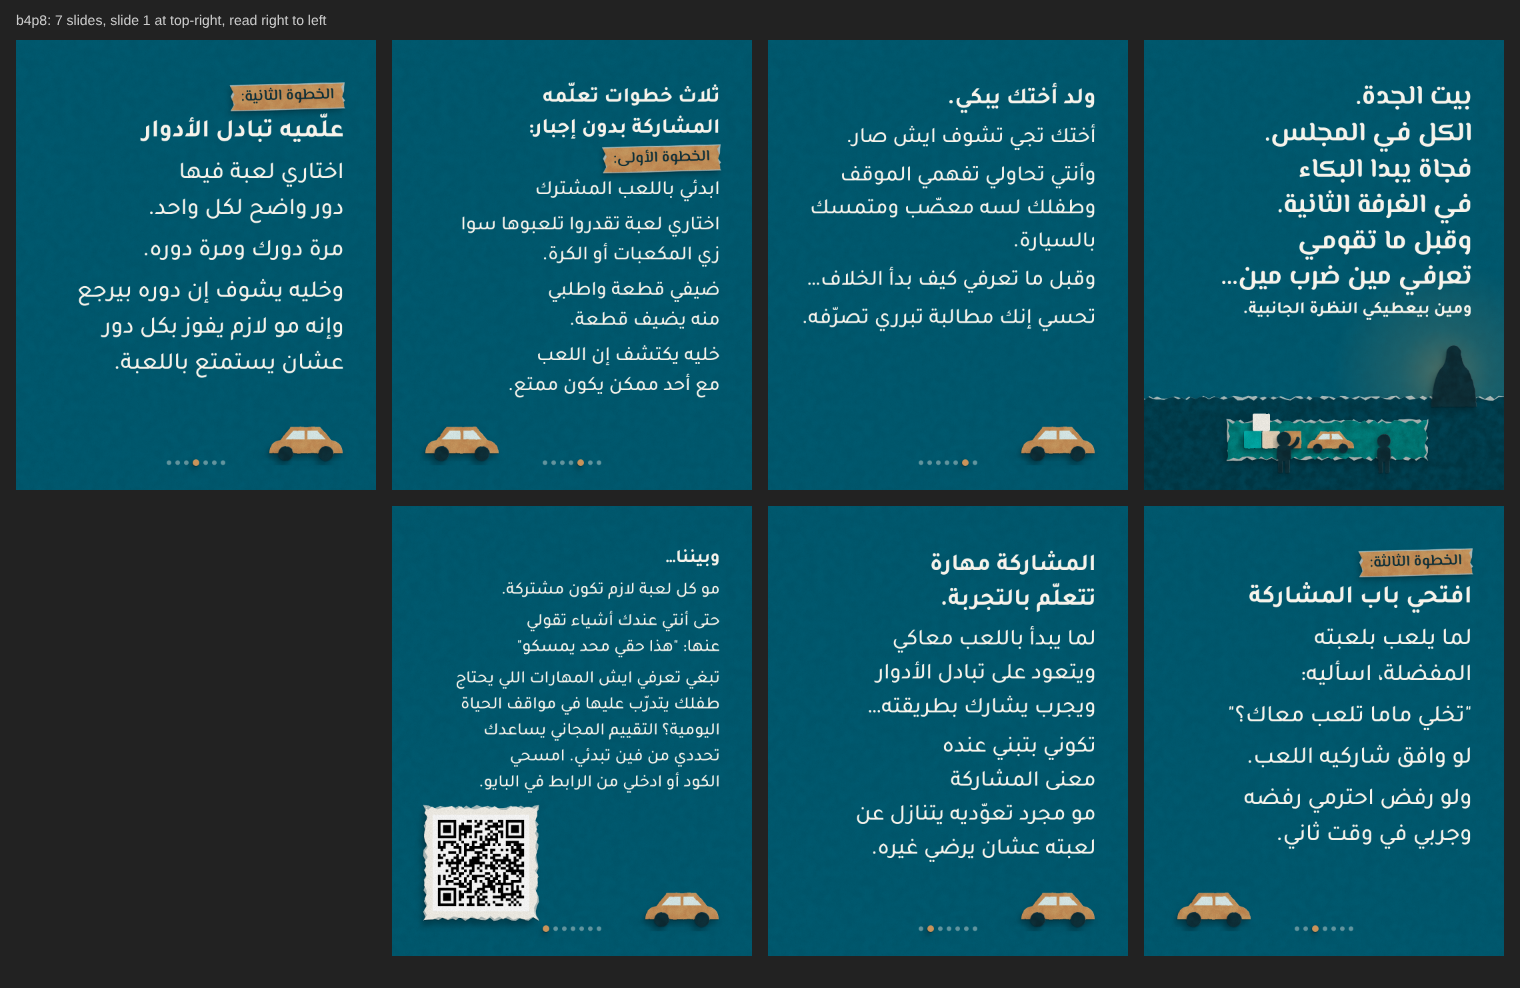 b4p8: 7 slides, slide 1 at top-right, read right to left
بيت الجدة.
الكل في المجلس.
فجاة يبدا البكاء
في الغرفة الثانية.
وقبل ما تقومي
تعرفي مين ضرب مين...
ومين بيعطيكي النظرة الجانبية.
ولد أختك يبكي.
أختك تجي تشوف ايش صار.
وأنتي تحاولي تفهمي الموقف
وطفلك لسه معصّب ومتمسك
بالسيارة.
وقبل ما تعرفي كيف بدأ الخلاف...
تحسي إنك مطالبة تبرري تصرّفه.
ثلاث خطوات تعلّمه
المشاركة بدون إجبار:
الخطوة الأولى:
ابدئي باللعب المشترك
اختاري لعبة تقدروا تلعبوها سوا
زي المكعبات أو الكرة.
ضيفي قطعة واطلبي
منه يضيف قطعة.
خليه يكتشف إن اللعب
مع أحد ممكن يكون ممتع.
الخطوة الثانية:
علّميه تبادل الأدوار
اختاري لعبة فيها
دور واضح لكل واحد.
مرة دورك ومرة دوره.
وخليه يشوف إن دوره بيرجع
وإنه مو لازم يفوز بكل دور
عشان يستمتع باللعبة.
الخطوة الثالثة:
افتحي باب المشاركة
لما يلعب بلعبته
المفضلة، اسأليه:
"تخلي ماما تلعب معاك؟"
لو وافق شاركيه اللعب.
ولو رفض احترمي رفضه
وجربي في وقت ثاني.
المشاركة مهارة
تتعلّم بالتجربة.
لما يبدأ باللعب معاكي
ويتعود على تبادل الأدوار
ويجرب يشارك بطريقته...
تكوني بتبني عنده
معنى المشاركة
مو مجرد تعوّديه يتنازل عن
لعبته عشان يرضي غيره.
وبيننا...
مو كل لعبة لازم تكون مشتركة.
حتى أنتي عندك أشياء تقولي
عنها: "هذا حقي محد يمسكو"
تبغي تعرفي ايش المهارات اللي يحتاج
طفلك يتدرّب عليها في مواقف الحياة
اليومية؟ التقييم المجاني يساعدك
تحددي من فين تبدئي. امسحي
الكود أو ادخلي من الرابط في البايو.